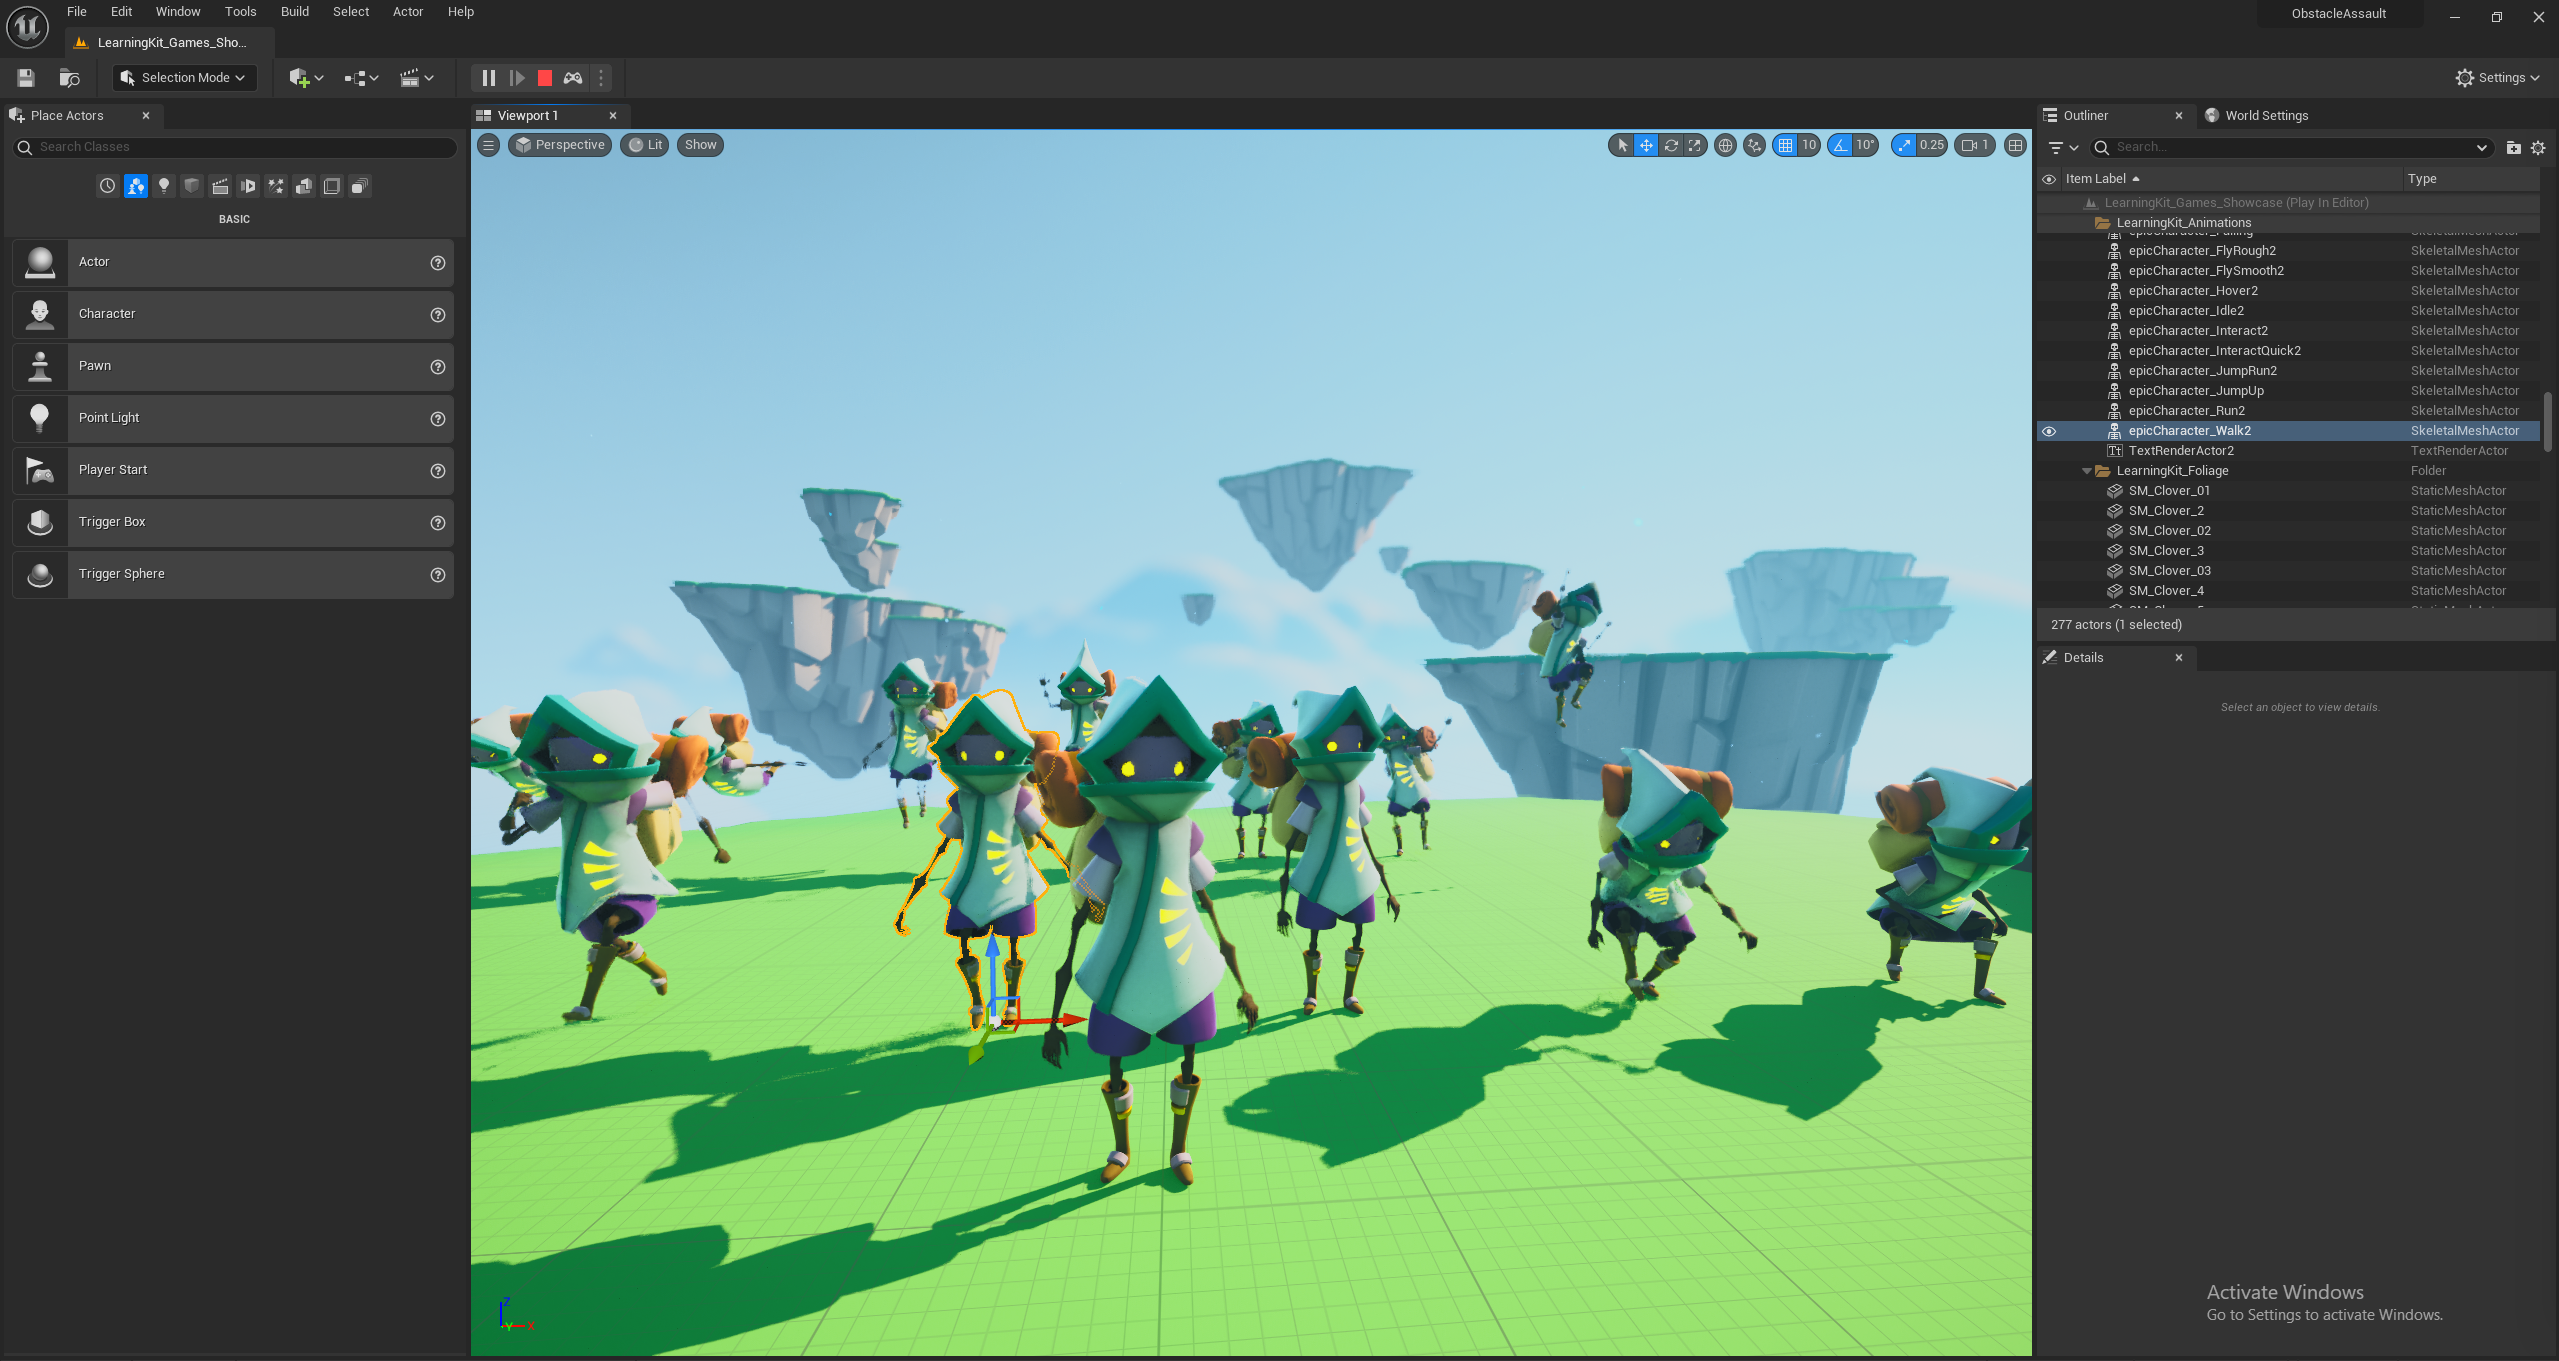 File Edit Window Tools Build Select Actor Help
ObstacleAssault
LearningKit_Games_Sho...
Selection Mode
Settings
Place Actors
Search Classes
BASIC
Actor
Character
Pawn
Point Light
Player Start
Trigger Box
Trigger Sphere
Viewport 1
Perspective Lit Show
10 10° 0.25 1
Outliner World Settings
Search...
Item Label Type
LearningKit_Games_Showcase (Play In Editor)
LearningKit_Animations
epicCharacter_FlyRough2 SkeletalMeshActor
epicCharacter_FlySmooth2 SkeletalMeshActor
epicCharacter_Hover2 SkeletalMeshActor
epicCharacter_Idle2 SkeletalMeshActor
epicCharacter_Interact2 SkeletalMeshActor
epicCharacter_InteractQuick2 SkeletalMeshActor
epicCharacter_JumpRun2 SkeletalMeshActor
epicCharacter_JumpUp SkeletalMeshActor
epicCharacter_Run2 SkeletalMeshActor
epicCharacter_Walk2 SkeletalMeshActor
TextRenderActor2 TextRenderActor
LearningKit_Foliage Folder
SM_Clover_01 StaticMeshActor
SM_Clover_2 StaticMeshActor
SM_Clover_02 StaticMeshActor
SM_Clover_3 StaticMeshActor
SM_Clover_03 StaticMeshActor
SM_Clover_4 StaticMeshActor
277 actors (1 selected)
Details
Select an object to view details.
Activate Windows
Go to Settings to activate Windows.
Z
Y X